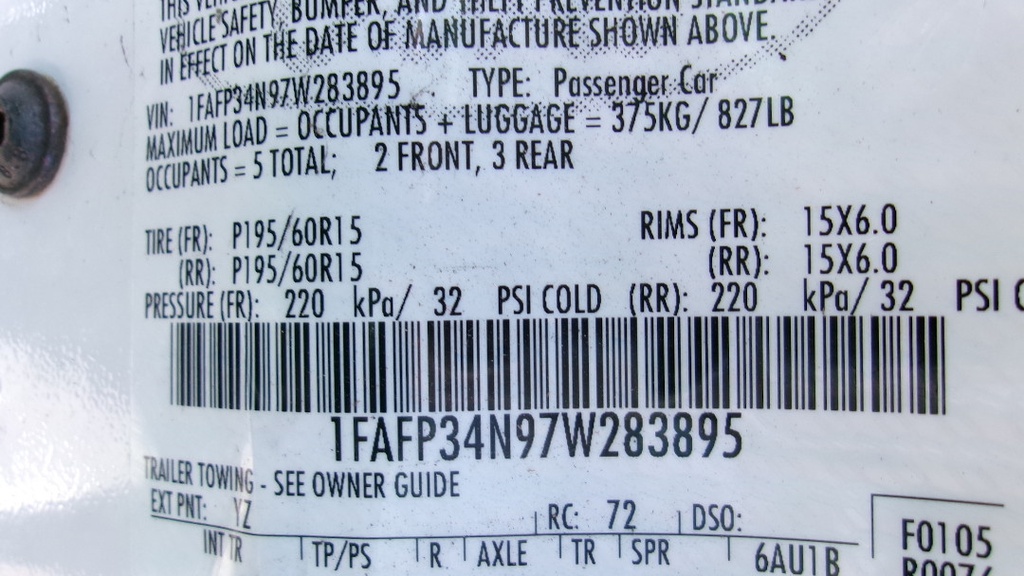 THIS
VEHICLE SAFETY, BUMPER, AND THEFT PREVENTION
IN EFFECT ON THE DATE OF MANUFACTURE SHOWN ABOVE.
VIN: 1FAFP34N97W283895 TYPE: Passenger Car
MAXIMUM LOAD = OCCUPANTS + LUGGAGE = 375KG/ 827LB
OCCUPANTS = 5 TOTAL; 2 FRONT, 3 REAR
TIRE (FR): P195/60R15 RIMS (FR): 15X6.0
(RR): P195/60R15 (RR): 15X6.0
PRESSURE (FR): 220 kPa/ 32 PSI COLD (RR): 220 kPa/ 32 PSI
1FAFP34N97W283895
TRAILER TOWING - SEE OWNER GUIDE
EXT PNT: YZ RC: 72 DSO:
INT TR TP/PS R AXLE TR SPR 6AU1B
F0105